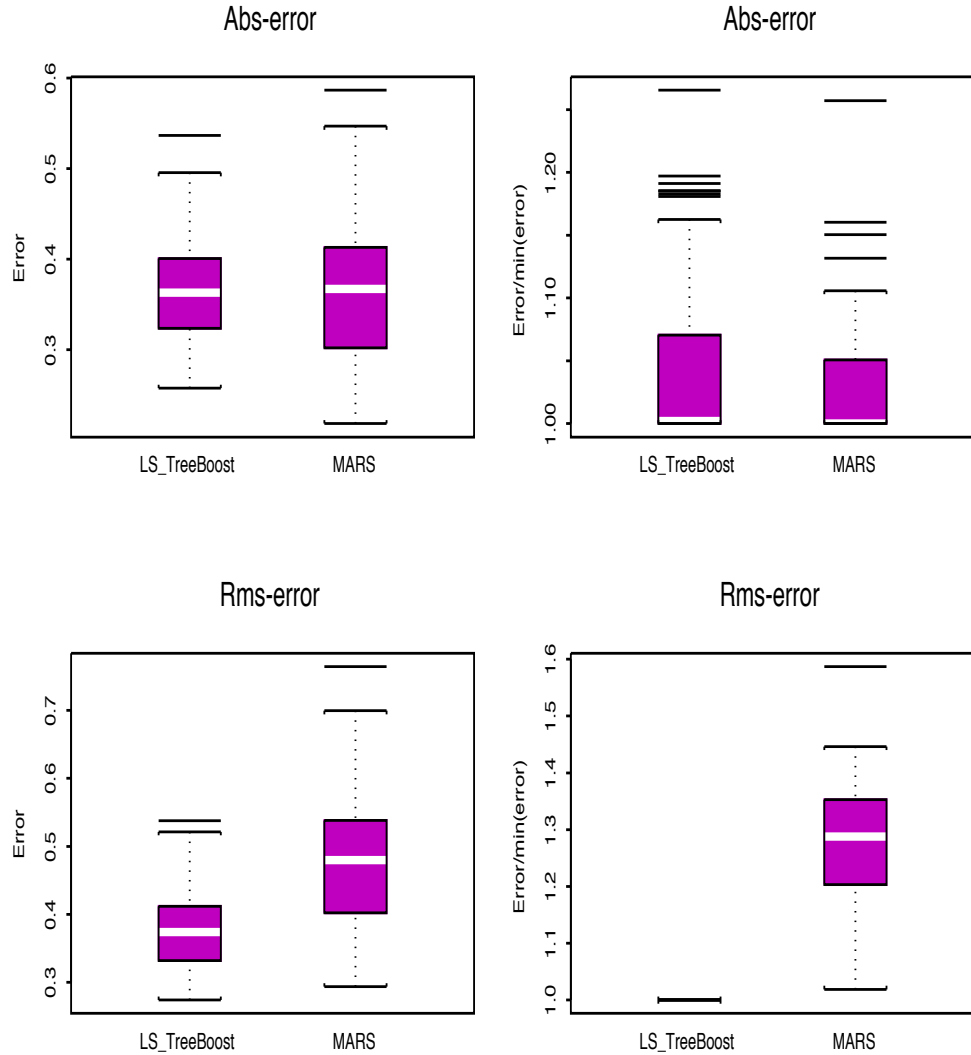 Abs-error
Error
0.6
0.5
0.4
0.3
LS_TreeBoost MARS
Abs-error
Error/min(error)
1.20
1.10
1.00
LS_TreeBoost MARS
Rms-error
Error
0.7
0.6
0.5
0.4
0.3
LS_TreeBoost MARS
Rms-error
Error/min(error)
1.6
1.5
1.4
1.3
1.2
1.1
1.0
LS_TreeBoost MARS